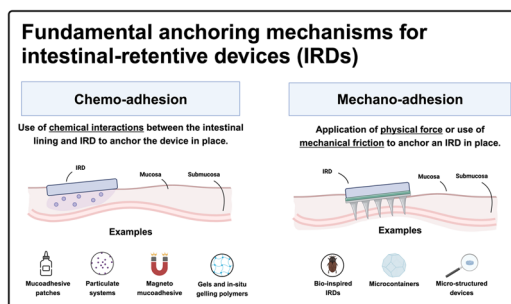 Fundamental anchoring mechanisms for
intestinal-retentive devices (IRDs)
Chemo-adhesion
Use of chemical interactions between the intestinal
lining and IRD to anchor the device in place.
IRD
Mucosa
Submucosa
Examples
Mucoadhesive
patches
Particulate
systems
Magneto
mucoadhesive
Gels and in-situ
gelling polymers
Mechano-adhesion
Application of physical force or use of
mechanical friction to anchor an IRD in place.
IRD
Mucosa
Submucosa
Examples
Bio-inspired
IRDs
Microcontainers
Micro-structured
devices